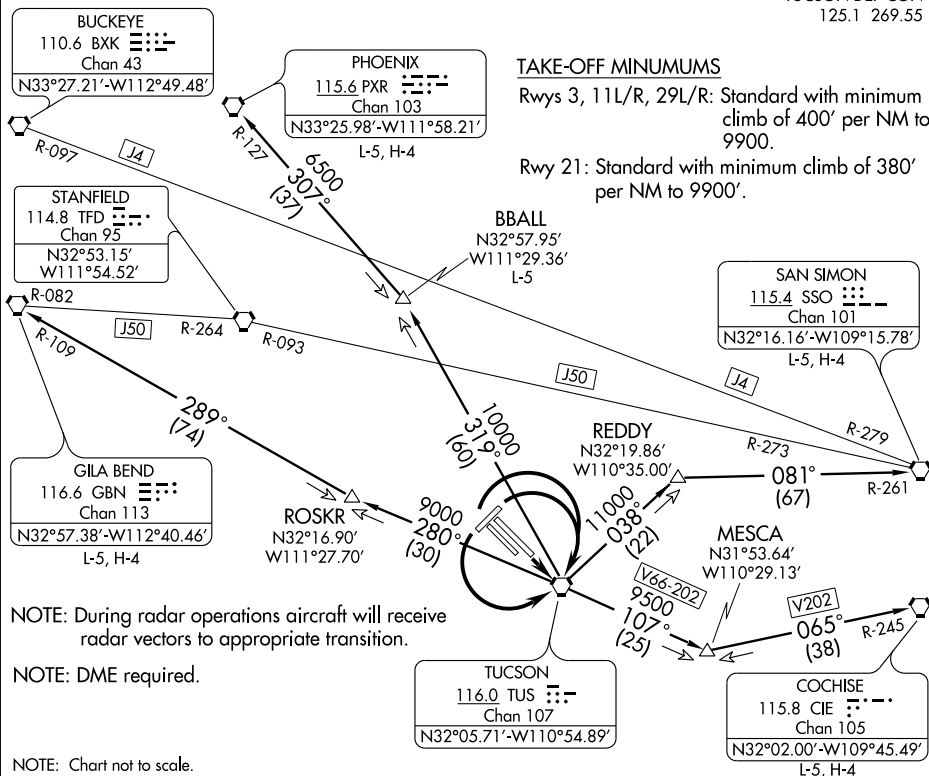 125.1 269.55
BUCKEYE
110.6 BXK
Chan 43
N33°27.21'-W112°49.48'
PHOENIX
115.6 PXR
Chan 103
N33°25.98'-W111°58.21'
L-5, H-4
TAKE-OFF MINUMUMS
Rwys 3, 11L/R, 29L/R: Standard with minimum
climb of 400' per NM to
9900.
Rwy 21: Standard with minimum climb of 380'
per NM to 9900'.
R-097
J4
R-127
6500
307°
(37)
STANFIELD
114.8 TFD
Chan 95
N32°53.15'
W111°54.52'
BBALL
N32°57.95'
W111°29.36'
L-5
SAN SIMON
115.4 SSO
Chan 101
N32°16.16'-W109°15.78'
L-5, H-4
R-082
J50
R-264
R-093
R-109
J50
J4
R-279
R-273
289°
(74)
10000
319°
(60)
REDDY
N32°19.86'
W110°35.00'
081°
(67)
R-261
GILA BEND
116.6 GBN
Chan 113
N32°57.38'-W112°40.46'
L-5, H-4
ROSKR
N32°16.90'
W111°27.70'
9000
280°
(30)
11000
038°
(22)
MESCA
N31°53.64'
W110°29.13'
V66-202
9500
107°
(25)
V202
065°
(38)
R-245
NOTE: During radar operations aircraft will receive
radar vectors to appropriate transition.
NOTE: DME required.
TUCSON
116.0 TUS
Chan 107
N32°05.71'-W110°54.89'
COCHISE
115.8 CIE
Chan 105
N32°02.00'-W109°45.49'
L-5, H-4
NOTE: Chart not to scale.